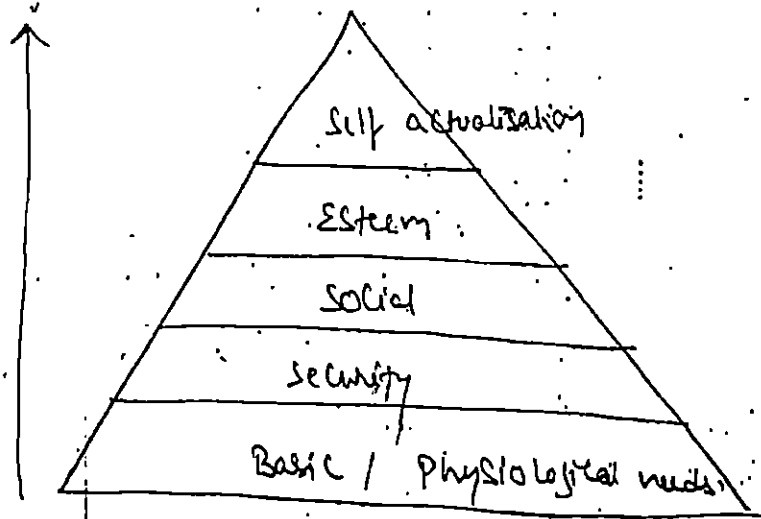 Self actualisation
Esteem
Social
Security
Basic / Physiological needs.